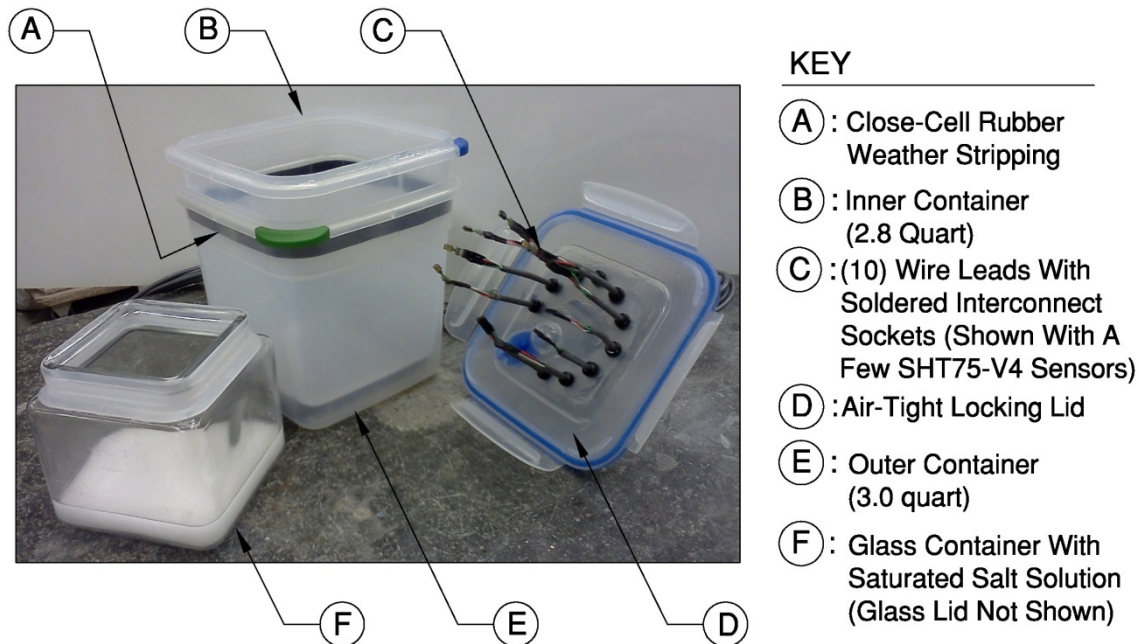 A
B
C
KEY
A : Close-Cell Rubber
Weather Stripping
B : Inner Container
(2.8 Quart)
C : (10) Wire Leads With
Soldered Interconnect
Sockets (Shown With A
Few SHT75-V4 Sensors)
D : Air-Tight Locking Lid
E : Outer Container
(3.0 quart)
F : Glass Container With
Saturated Salt Solution
(Glass Lid Not Shown)
F
E
D